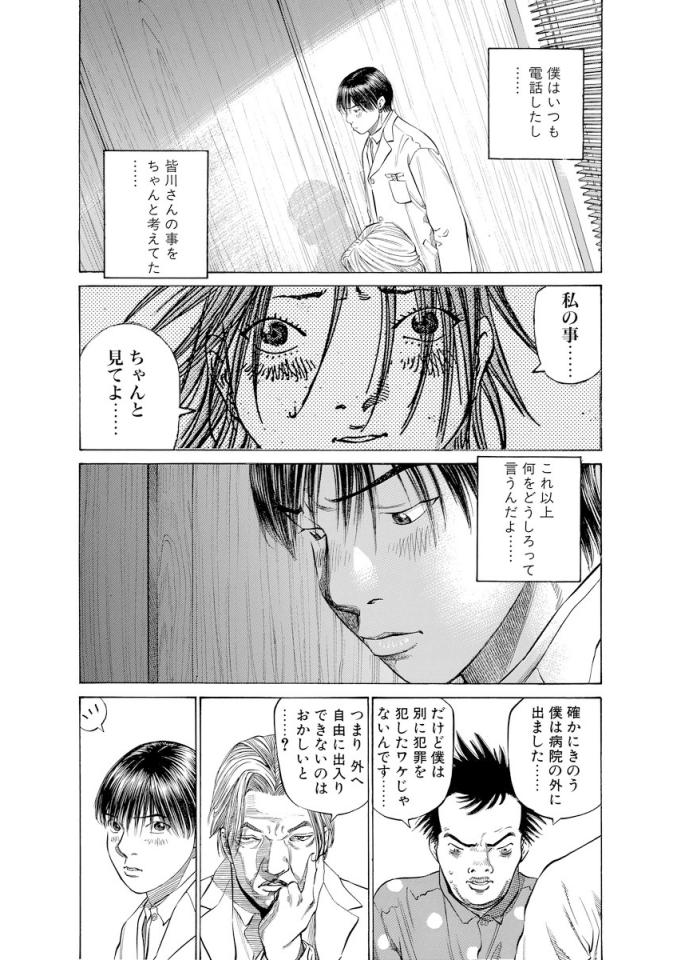 僕はいつも
電話したし
……
皆川さんの事を
ちゃんと考えてた
……
私の事……
ちゃんと
見てよ……
これ以上
何をどうしろって
言うんだよ……
確かにきのう
僕は病院の外に
出ました……
だけど僕は
別に犯罪を
犯したワケじゃ
ないんです……
つまり 外へ
自由に出入り
できないのは
おかしいと
……?